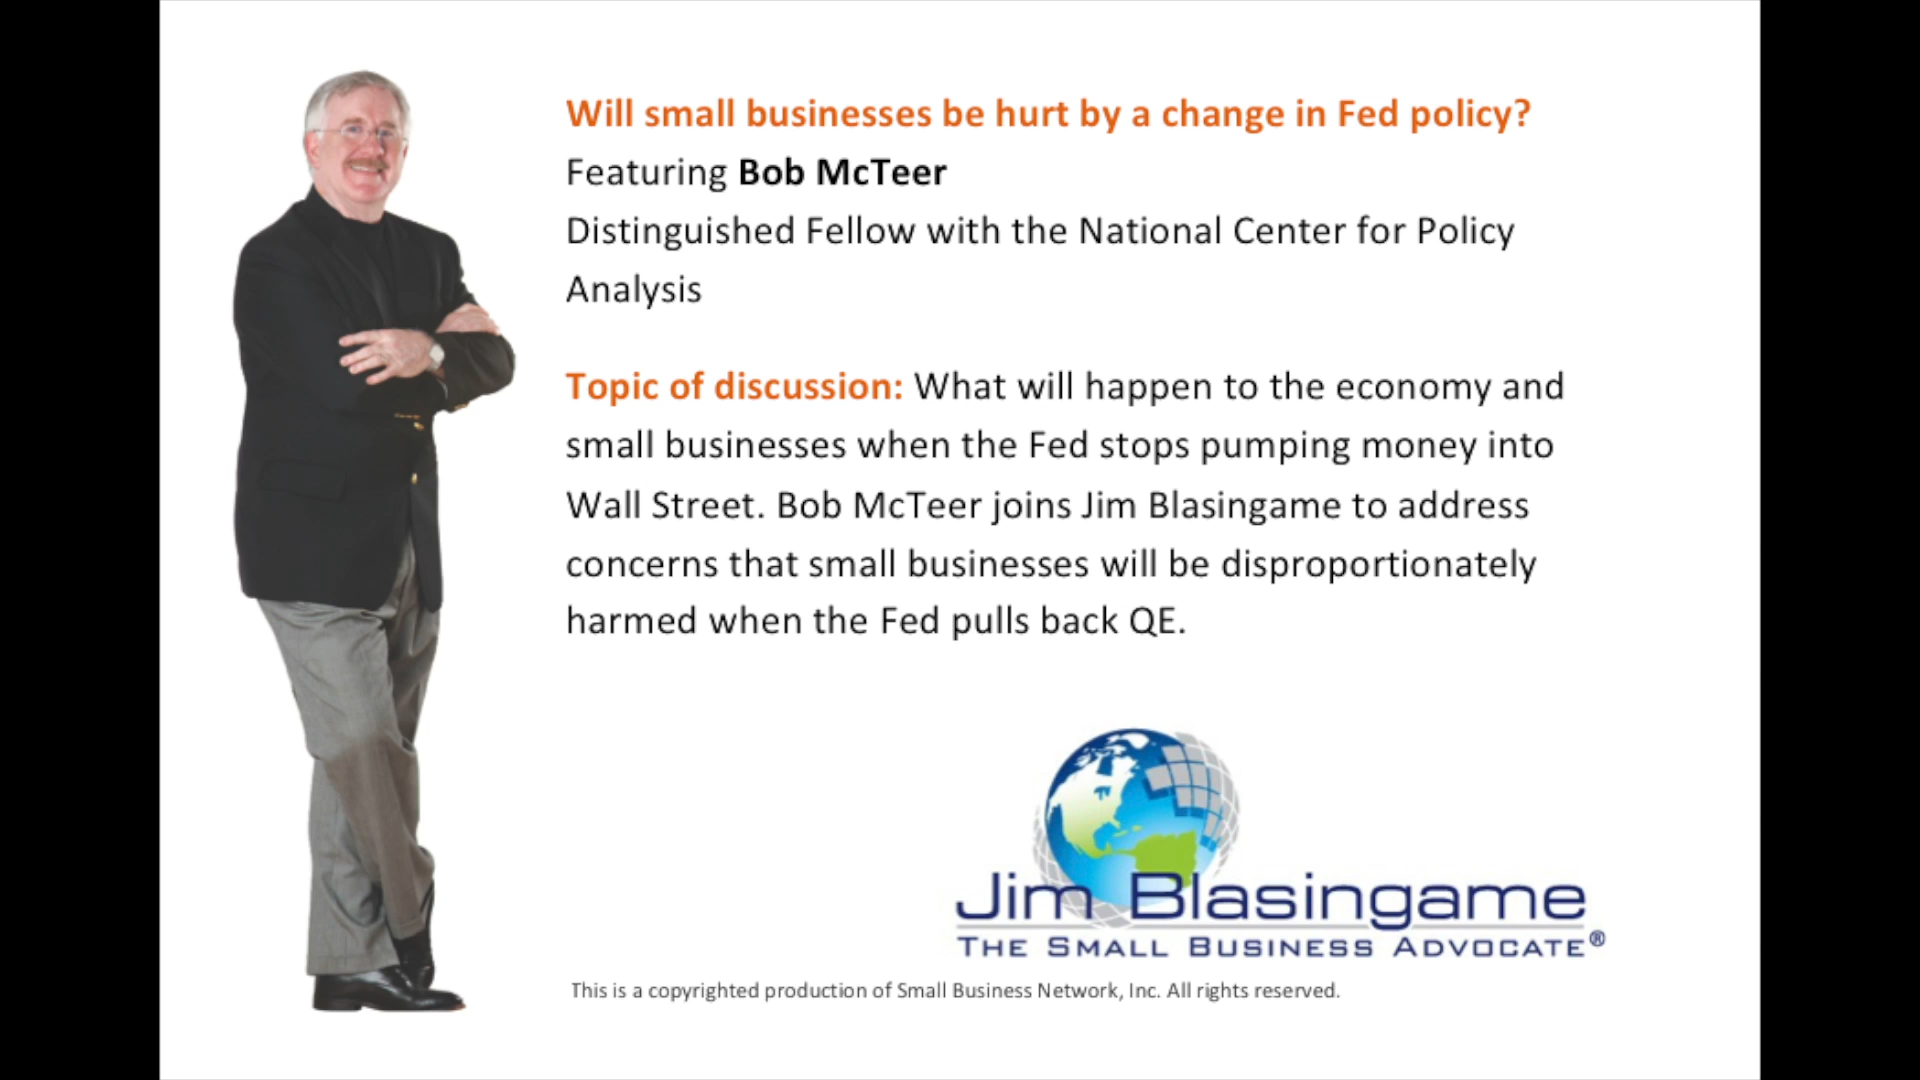 Will small businesses be hurt by a change in Fed policy?
Featuring Bob McTeer
Distinguished Fellow with the National Center for Policy
Analysis
Topic of discussion: What will happen to the economy and
small businesses when the Fed stops pumping money into
Wall Street. Bob McTeer joins Jim Blasingame to address
concerns that small businesses will be disproportionately
harmed when the Fed pulls back QE.
Jim Blasingame
THE SMALL BUSINESS ADVOCATE®
This is a copyrighted production of Small Business Network, Inc. All rights reserved.